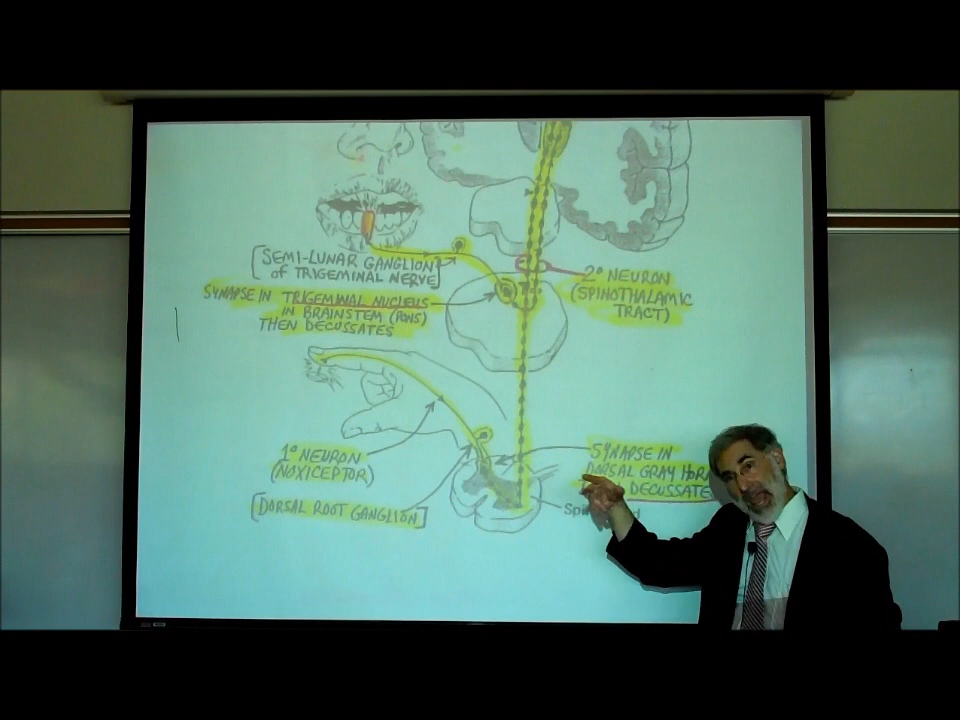 SEMI-LUNAR GANGLION
of TRIGEMINAL NERVE
SYNAPSE IN TRIGEMINAL NUCLEUS
IN BRAINSTEM (PONS)
THEN DECUSSATES
2° NEURON
(SPINOTHALAMIC
TRACT)
1° NEURON
(NOXICEPTOR)
DORSAL ROOT GANGLION
SYNAPSE IN
DORSAL GRAY HOR
DECUSSATE